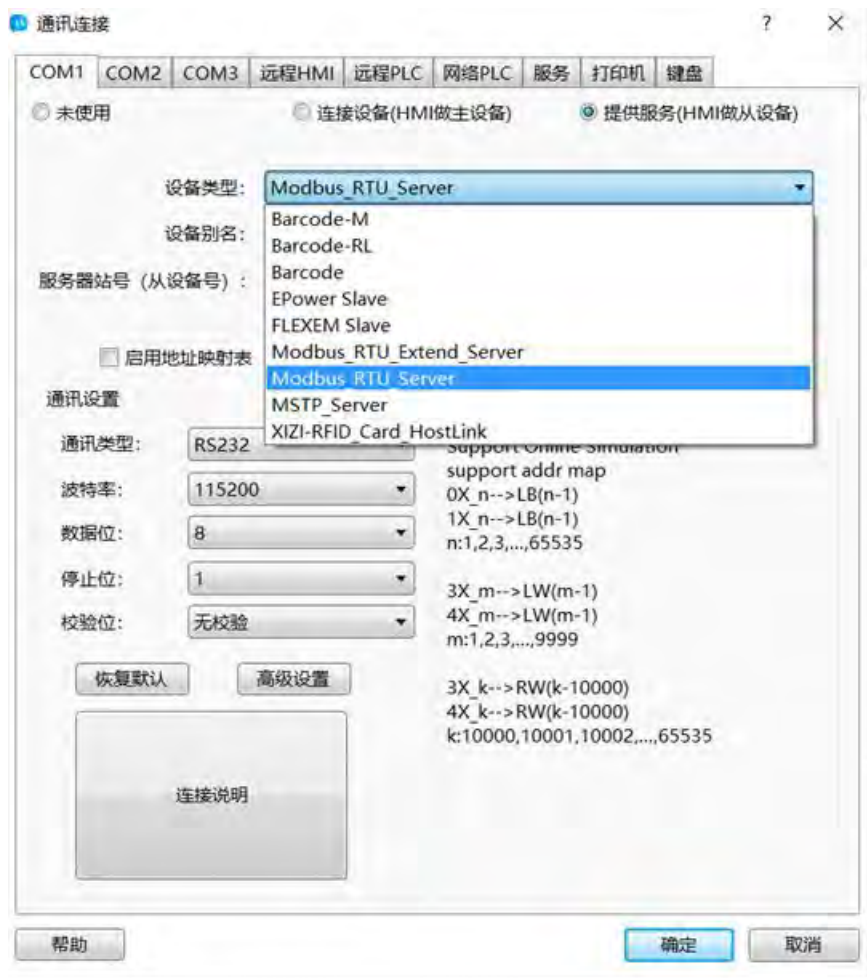 通讯连接 ? ×
COM1 COM2 COM3 远程HMI 远程PLC 网络PLC 服务 打印机 键盘
未使用 连接设备(HMI做主设备) 提供服务(HMI做从设备)
设备类型: Modbus_RTU_Server
Barcode-M
设备别名: Barcode-RL
Barcode
服务器站号 (从设备号) :
EPower Slave
FLEXEM Slave
启用地址映射表 Modbus_RTU_Extend_Server
Modbus_RTU_Server
通讯设置 MSTP_Server
XIZI-RFID_Card_HostLink
通讯类型: RS232 Support Online Simulation
support addr map
波特率: 115200 0X_n-->LB(n-1)
1X_n-->LB(n-1)
数据位: 8 n:1,2,3,...,65535
停止位: 1 3X_m-->LW(m-1)
4X_m-->LW(m-1)
校验位: 无校验 m:1,2,3,...,9999
恢复默认 高级设置 3X_k-->RW(k-10000)
4X_k-->RW(k-10000)
k:10000,10001,10002,...,65535
连接说明
帮助 确定 取消